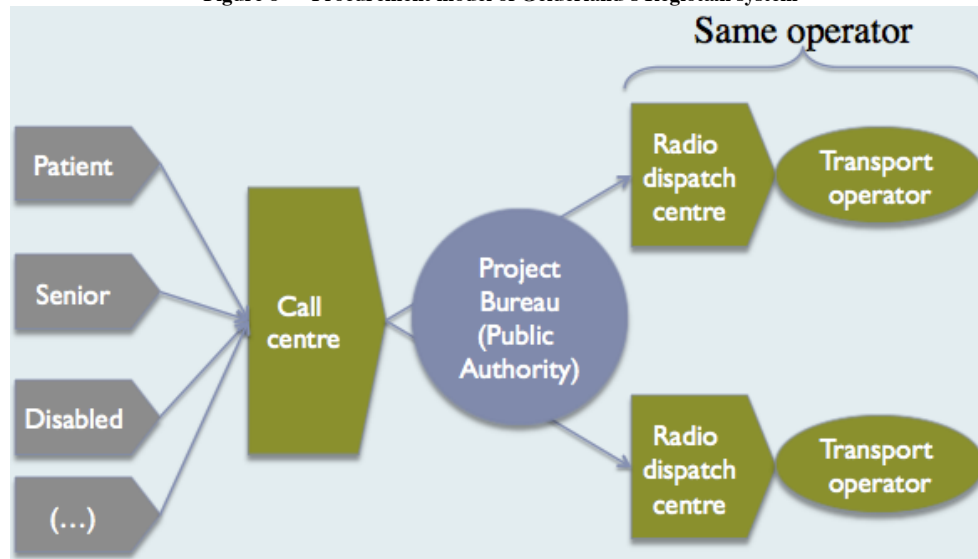 Same operator
Patient
Senior
Disabled
(...)
Call
centre
Project
Bureau
(Public
Authority)
Radio
dispatch
centre
Transport
operator
Radio
dispatch
centre
Transport
operator